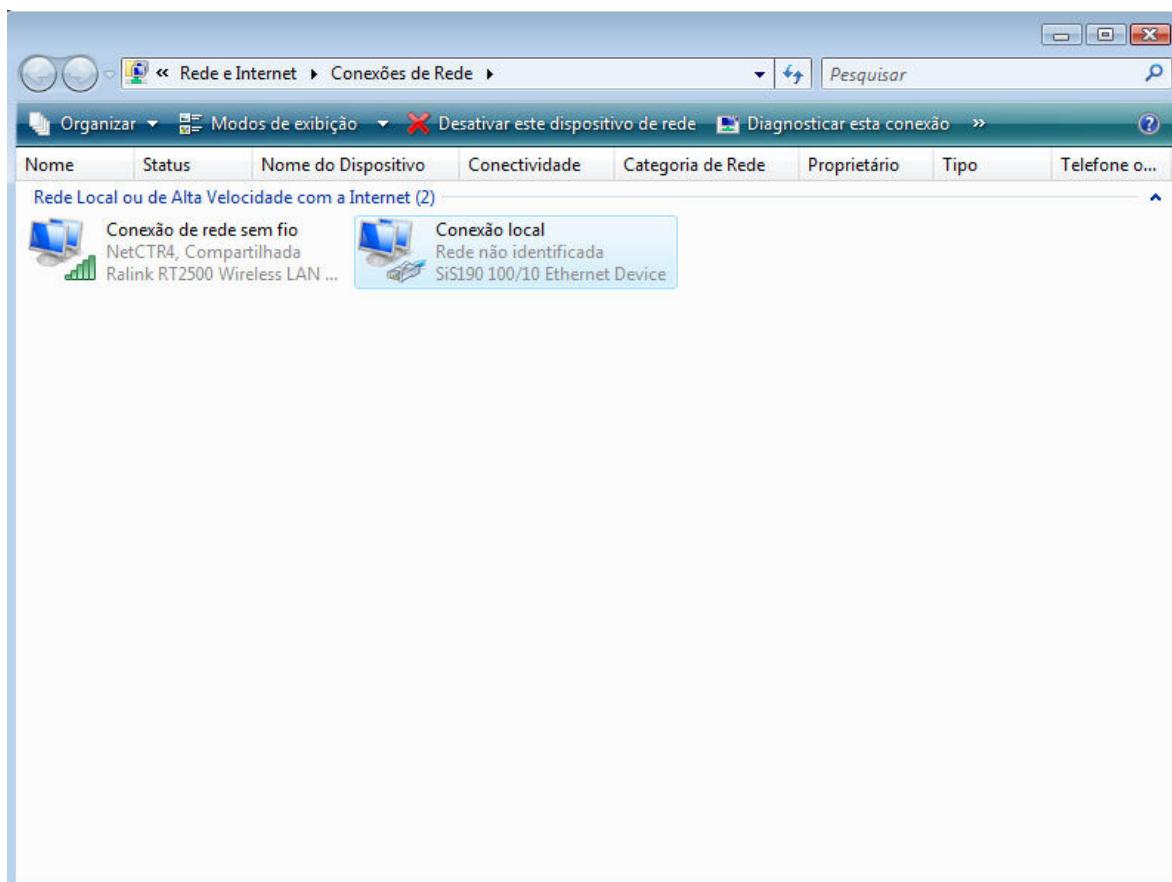 « Rede e Internet ▸ Conexões de Rede ▸ Pesquisar
Organizar Modos de exibição Desativar este dispositivo de rede Diagnosticar esta conexão »
Nome Status Nome do Dispositivo Conectividade Categoria de Rede Proprietário Tipo Telefone o...
Rede Local ou de Alta Velocidade com a Internet (2)
Conexão de rede sem fio
NetCTR4, Compartilhada
Ralink RT2500 Wireless LAN ...
Conexão local
Rede não identificada
SiS190 100/10 Ethernet Device